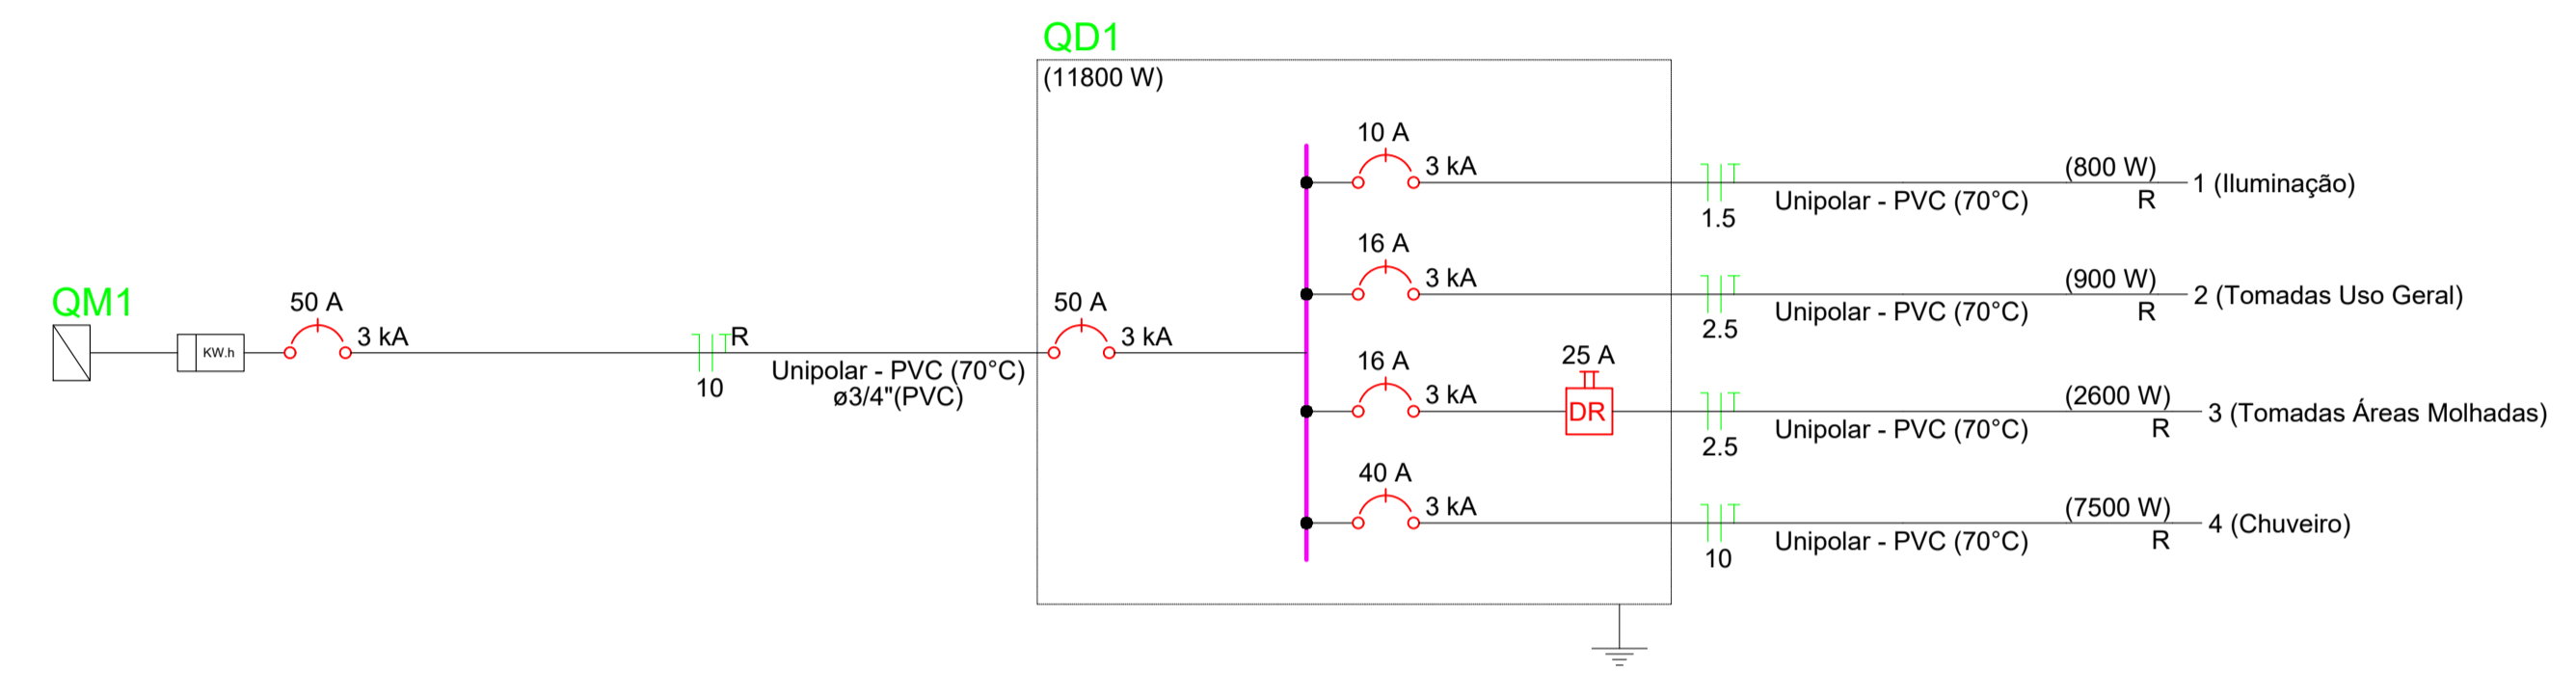 QM1
KW.h
50 A
3 kA
R
10
Unipolar - PVC (70°C)
ø3/4"(PVC)
QD1
(11800 W)
50 A
3 kA
10 A
3 kA
1.5
Unipolar - PVC (70°C)
(800 W)
R
1 (Iluminação)
16 A
3 kA
2.5
Unipolar - PVC (70°C)
(900 W)
R
2 (Tomadas Uso Geral)
16 A
3 kA
25 A
DR
2.5
Unipolar - PVC (70°C)
(2600 W)
R
3 (Tomadas Áreas Molhadas)
40 A
3 kA
10
Unipolar - PVC (70°C)
(7500 W)
R
4 (Chuveiro)